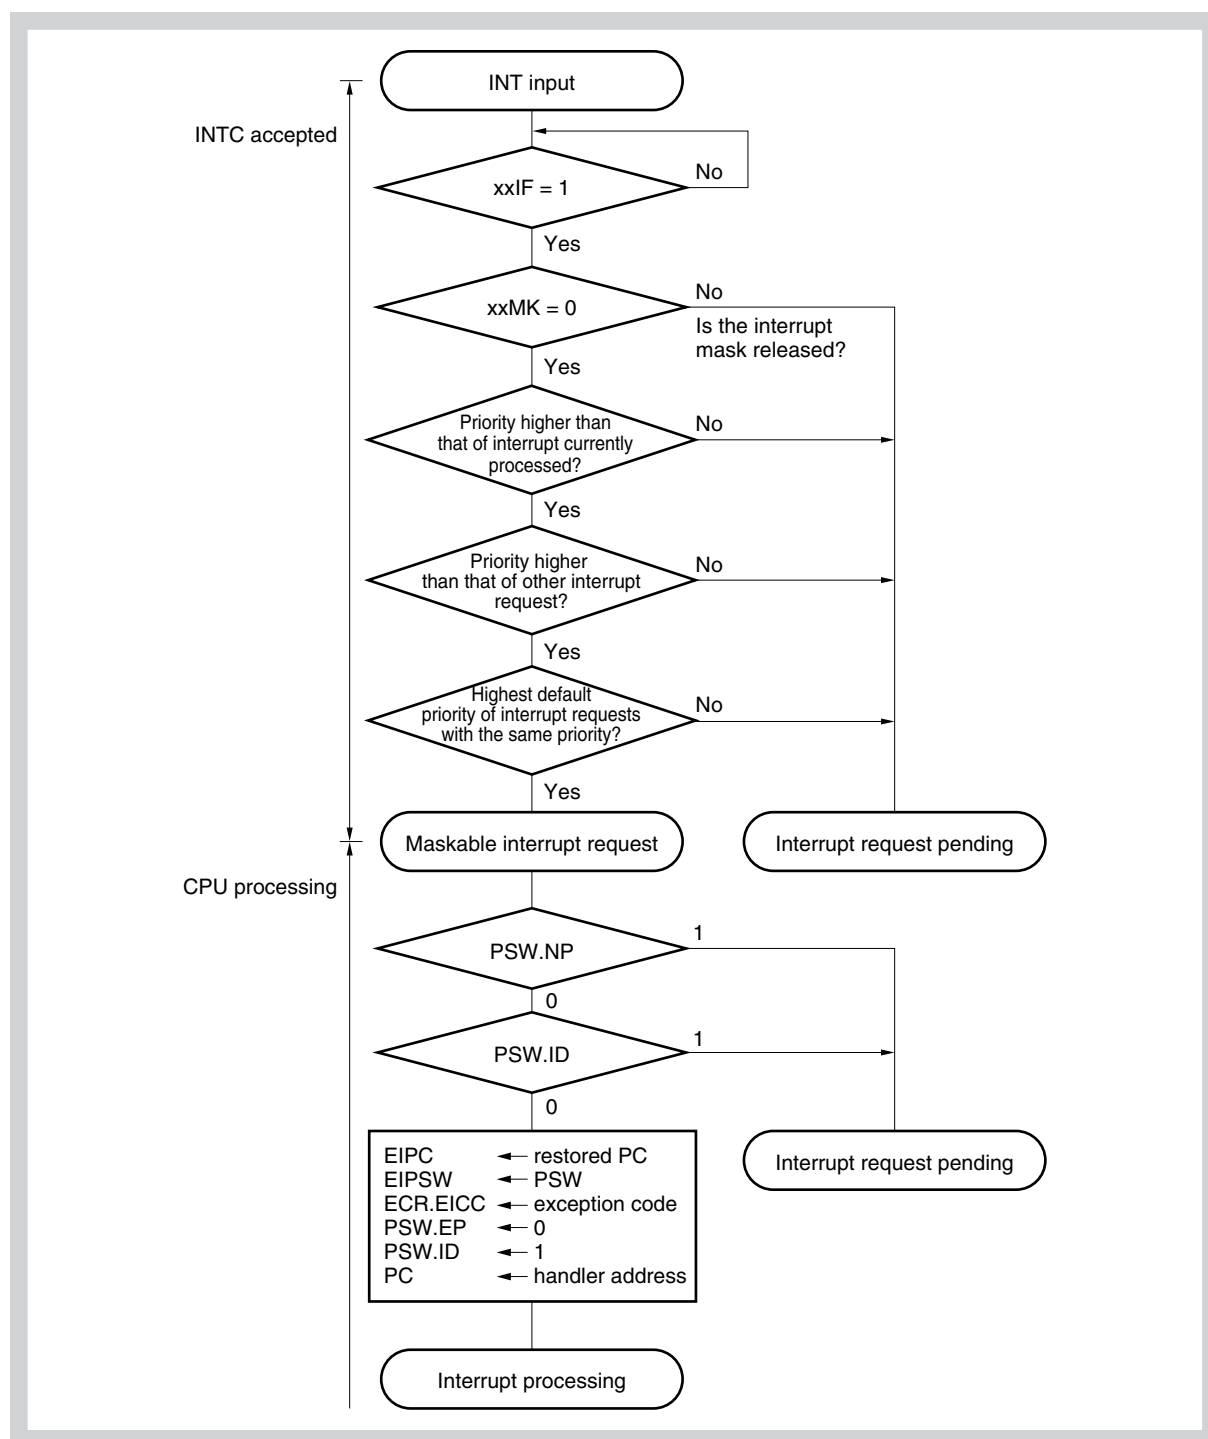 INT input
INTC accepted
No
xxIF = 1
Yes
No
xxMK = 0
Is the interrupt
mask released?
Yes
Priority higher than
that of interrupt currently
processed?
No
Yes
Priority higher
than that of other interrupt
request?
No
Yes
Highest default
priority of interrupt requests
with the same priority?
No
Yes
Maskable interrupt request
Interrupt request pending
CPU processing
PSW.NP
1
0
PSW.ID
1
0
EIPC ← restored PC
EIPSW ← PSW
ECR.EICC ← exception code
PSW.EP ← 0
PSW.ID ← 1
PC ← handler address
Interrupt request pending
Interrupt processing